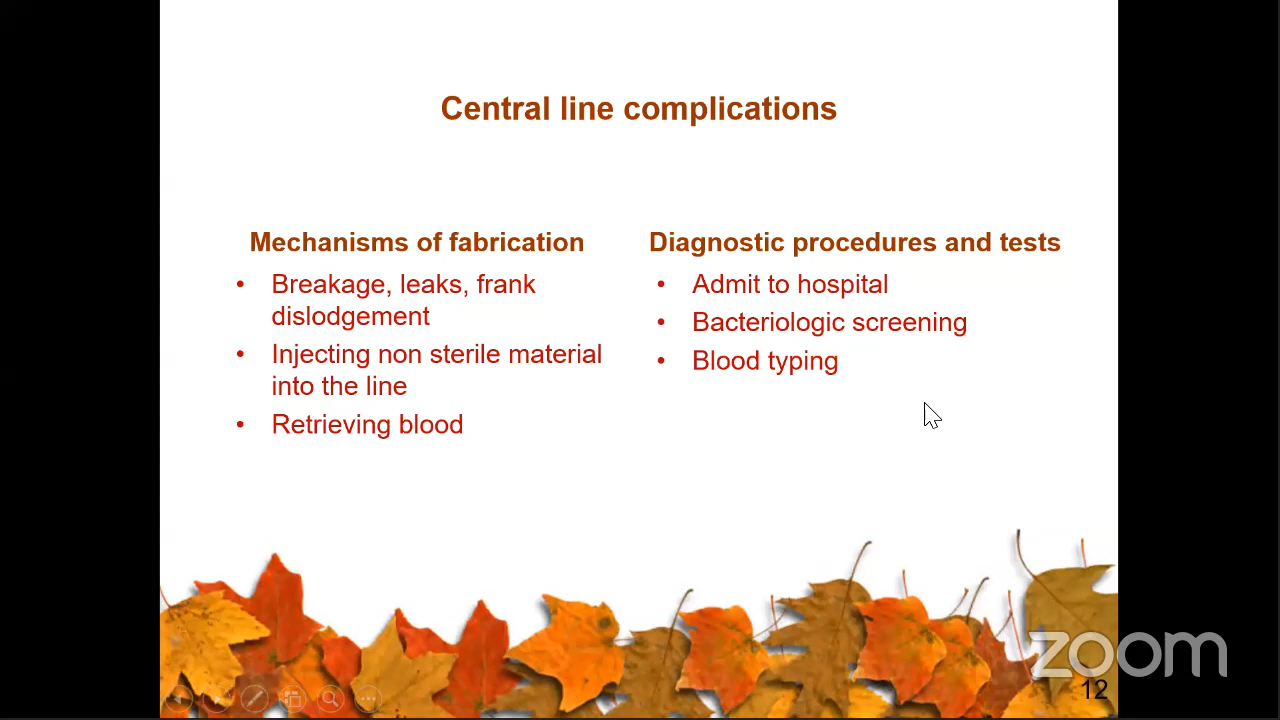 Central line complications
Mechanisms of fabrication
• Breakage, leaks, frank
dislodgement
• Injecting non sterile material
into the line
• Retrieving blood
Diagnostic procedures and tests
• Admit to hospital
• Bacteriologic screening
• Blood typing
zoom
12